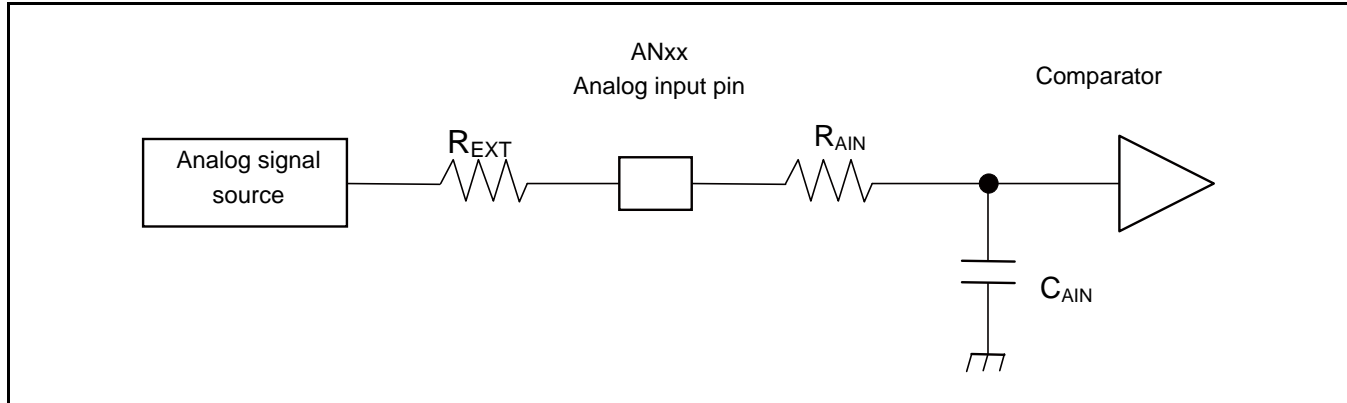 ANxx
Analog input pin
Comparator
Analog signal
source
REXT
RAIN
CAIN